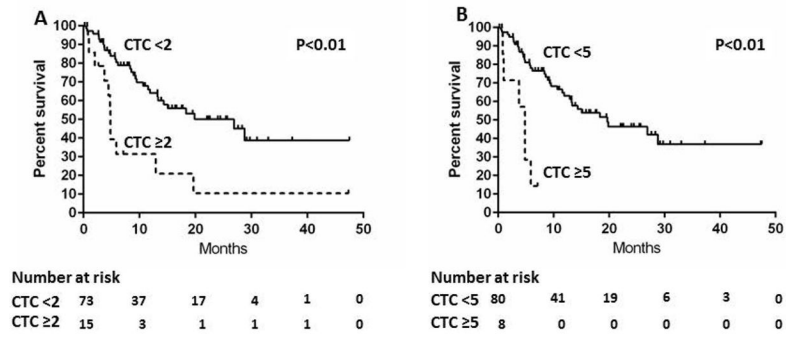 A
CTC <2
P<0.01
CTC ≥2
Percent survival
100
90
80
70
60
50
40
30
20
10
0
0 10 20 30 40 50
Months
Number at risk
CTC <2 73 37 17 4 1 0
CTC ≥2 15 3 1 1 1 0
B
CTC <5
P<0.01
CTC ≥5
Percent survival
100
90
80
70
60
50
40
30
20
10
0
0 10 20 30 40 50
Months
Number at risk
CTC <5 80 41 19 6 3 0
CTC ≥5 8 0 0 0 0 0